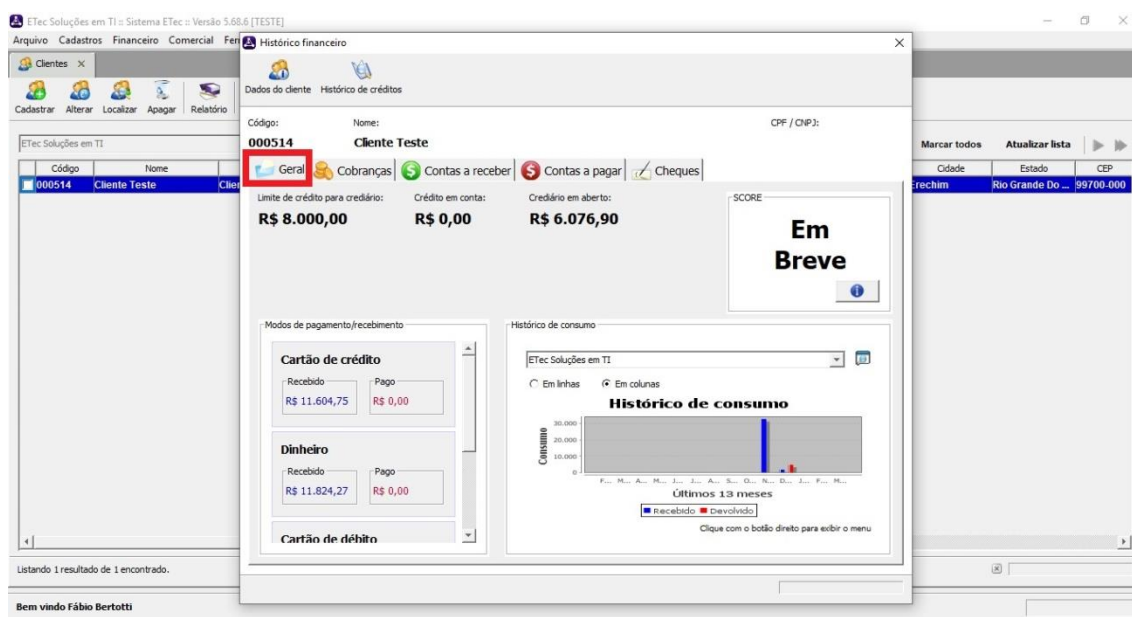 ETec Soluções em TI :: Sistema ETec :: Versão 5.68.6 [TESTE]
Arquivo Cadastros Financeiro Comercial Fer
Histórico financeiro
Clientes
Cadastrar Alterar Localizar Apagar Relatório
Dados do cliente Histórico de créditos
Código: Nome: CPF / CNPJ:
000514 Cliente Teste
ETec Soluções em TI
Marcar todos Atualizar lista
Geral Cobranças Contas a receber Contas a pagar Cheques
Código Nome Cidade Estado CEP
000514 Cliente Teste Clier Erechim Rio Grande Do ... 99700-000
Limite de crédito para crediário: Crédito em conta: Crediário em aberto:
R$ 8.000,00 R$ 0,00 R$ 6.076,90
SCORE
Em
Breve
Modos de pagamento/recebimento
Cartão de crédito
Recebido Pago
R$ 11.604,75 R$ 0,00
Dinheiro
Recebido Pago
R$ 11.824,27 R$ 0,00
Cartão de débito
Histórico de consumo
ETec Soluções em TI
Em linhas Em colunas
Histórico de consumo
Consumo
30.000
20.000
10.000
0
F... M... A... M... J... J... A... S... O... N... D... J... F... M...
Últimos 13 meses
Recebido Devolvido
Clique com o botão direito para exibir o menu
Listando 1 resultado de 1 encontrado.
Bem vindo Fábio Bertotti